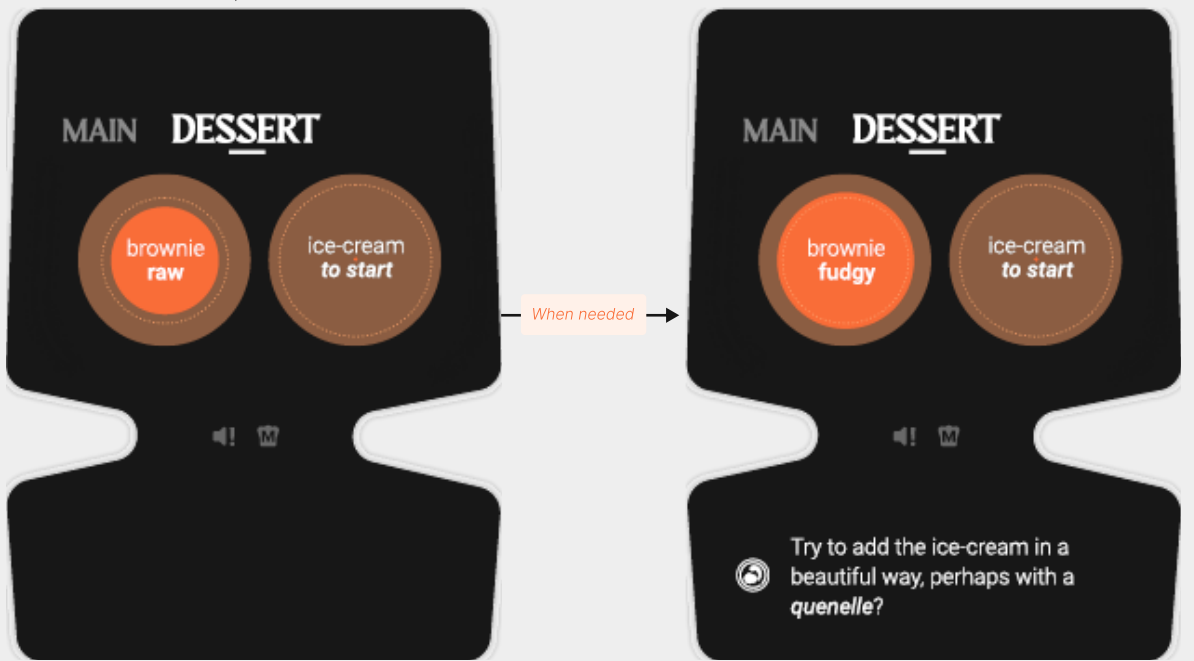 MAIN DESSERT
brownie
raw
ice-cream
to start
When needed
MAIN DESSERT
brownie
fudgy
ice-cream
to start
Try to add the ice-cream in a
beautiful way, perhaps with a
quenelle?